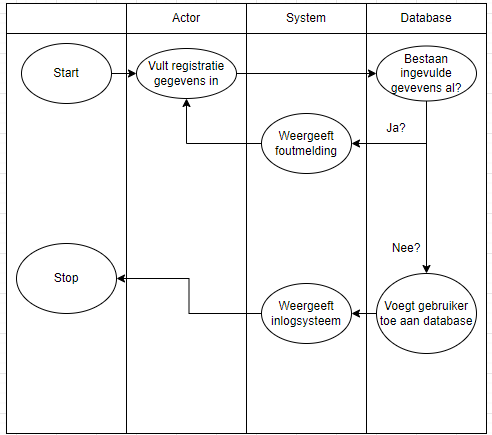 Actor
System
Database
Start
Vult registratie
gegevens in
Bestaan
ingevulde
gevevens al?
Ja?
Weergeeft
foutmelding
Nee?
Stop
Weergeeft
inlogsysteem
Voegt gebruiker
toe aan database